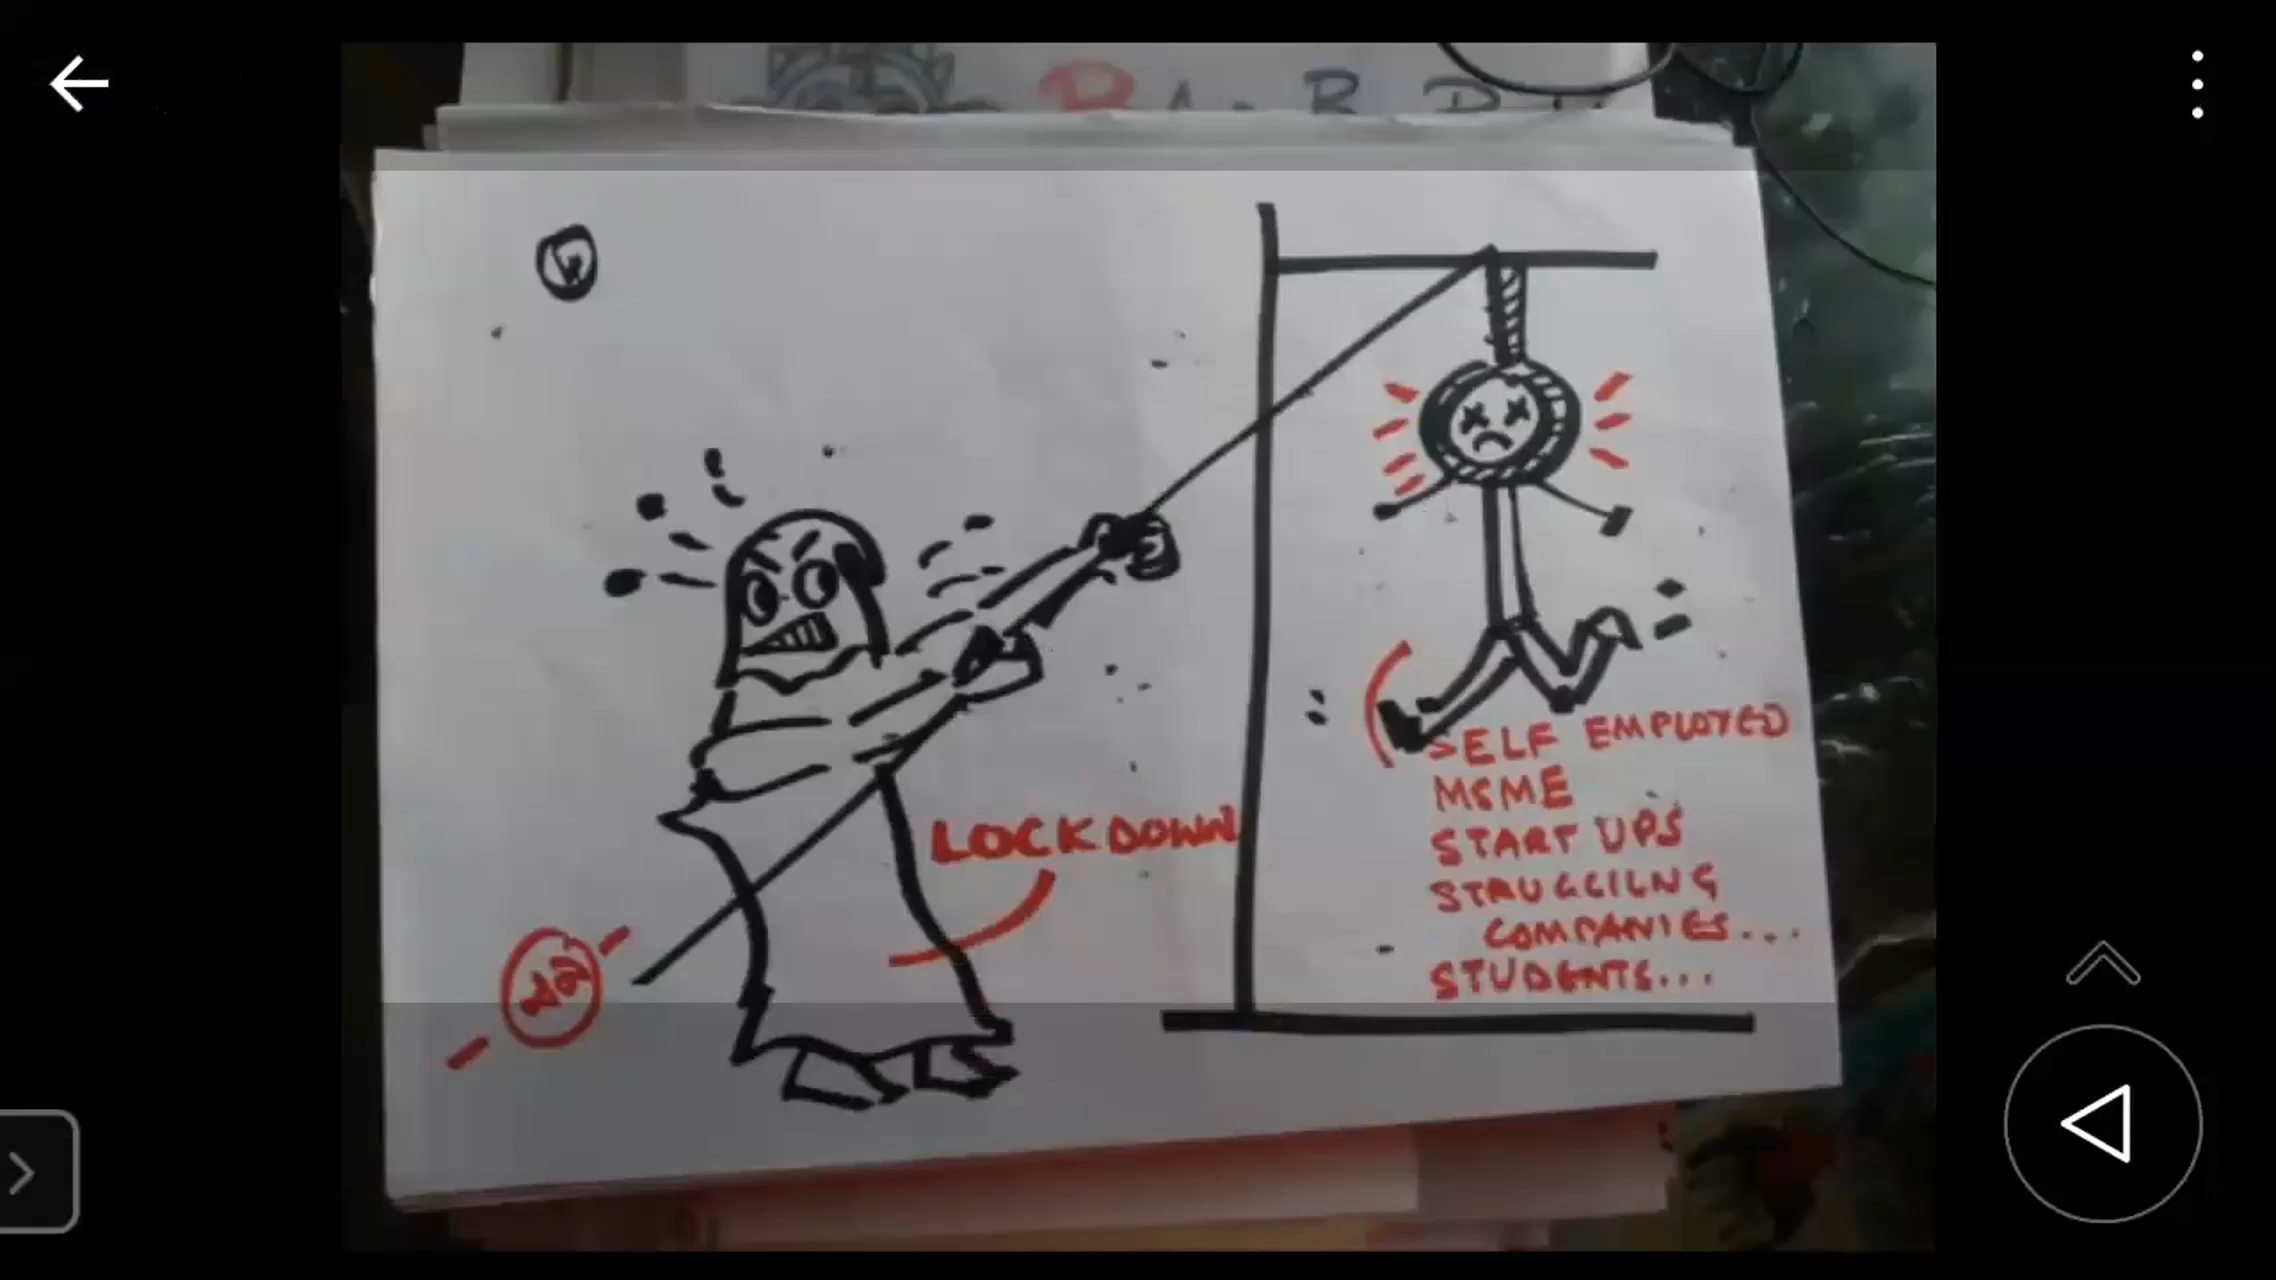 LOCKDOWN
SELF EMPLOYED
MSME
START UPS
STRUGGLING
COMPANIES...
STUDENTS...